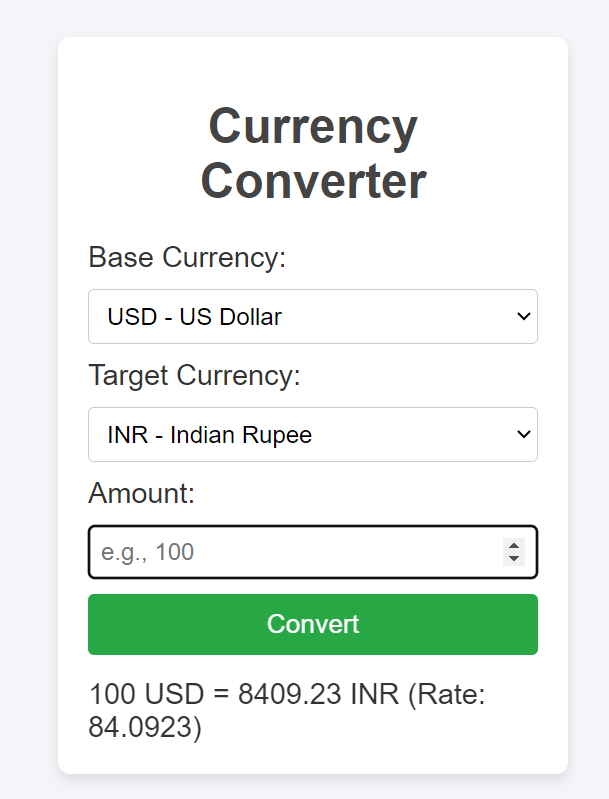 Currency
Converter
Base Currency:
USD - US Dollar
Target Currency:
INR - Indian Rupee
Amount:
e.g., 100
Convert
100 USD = 8409.23 INR (Rate:
84.0923)